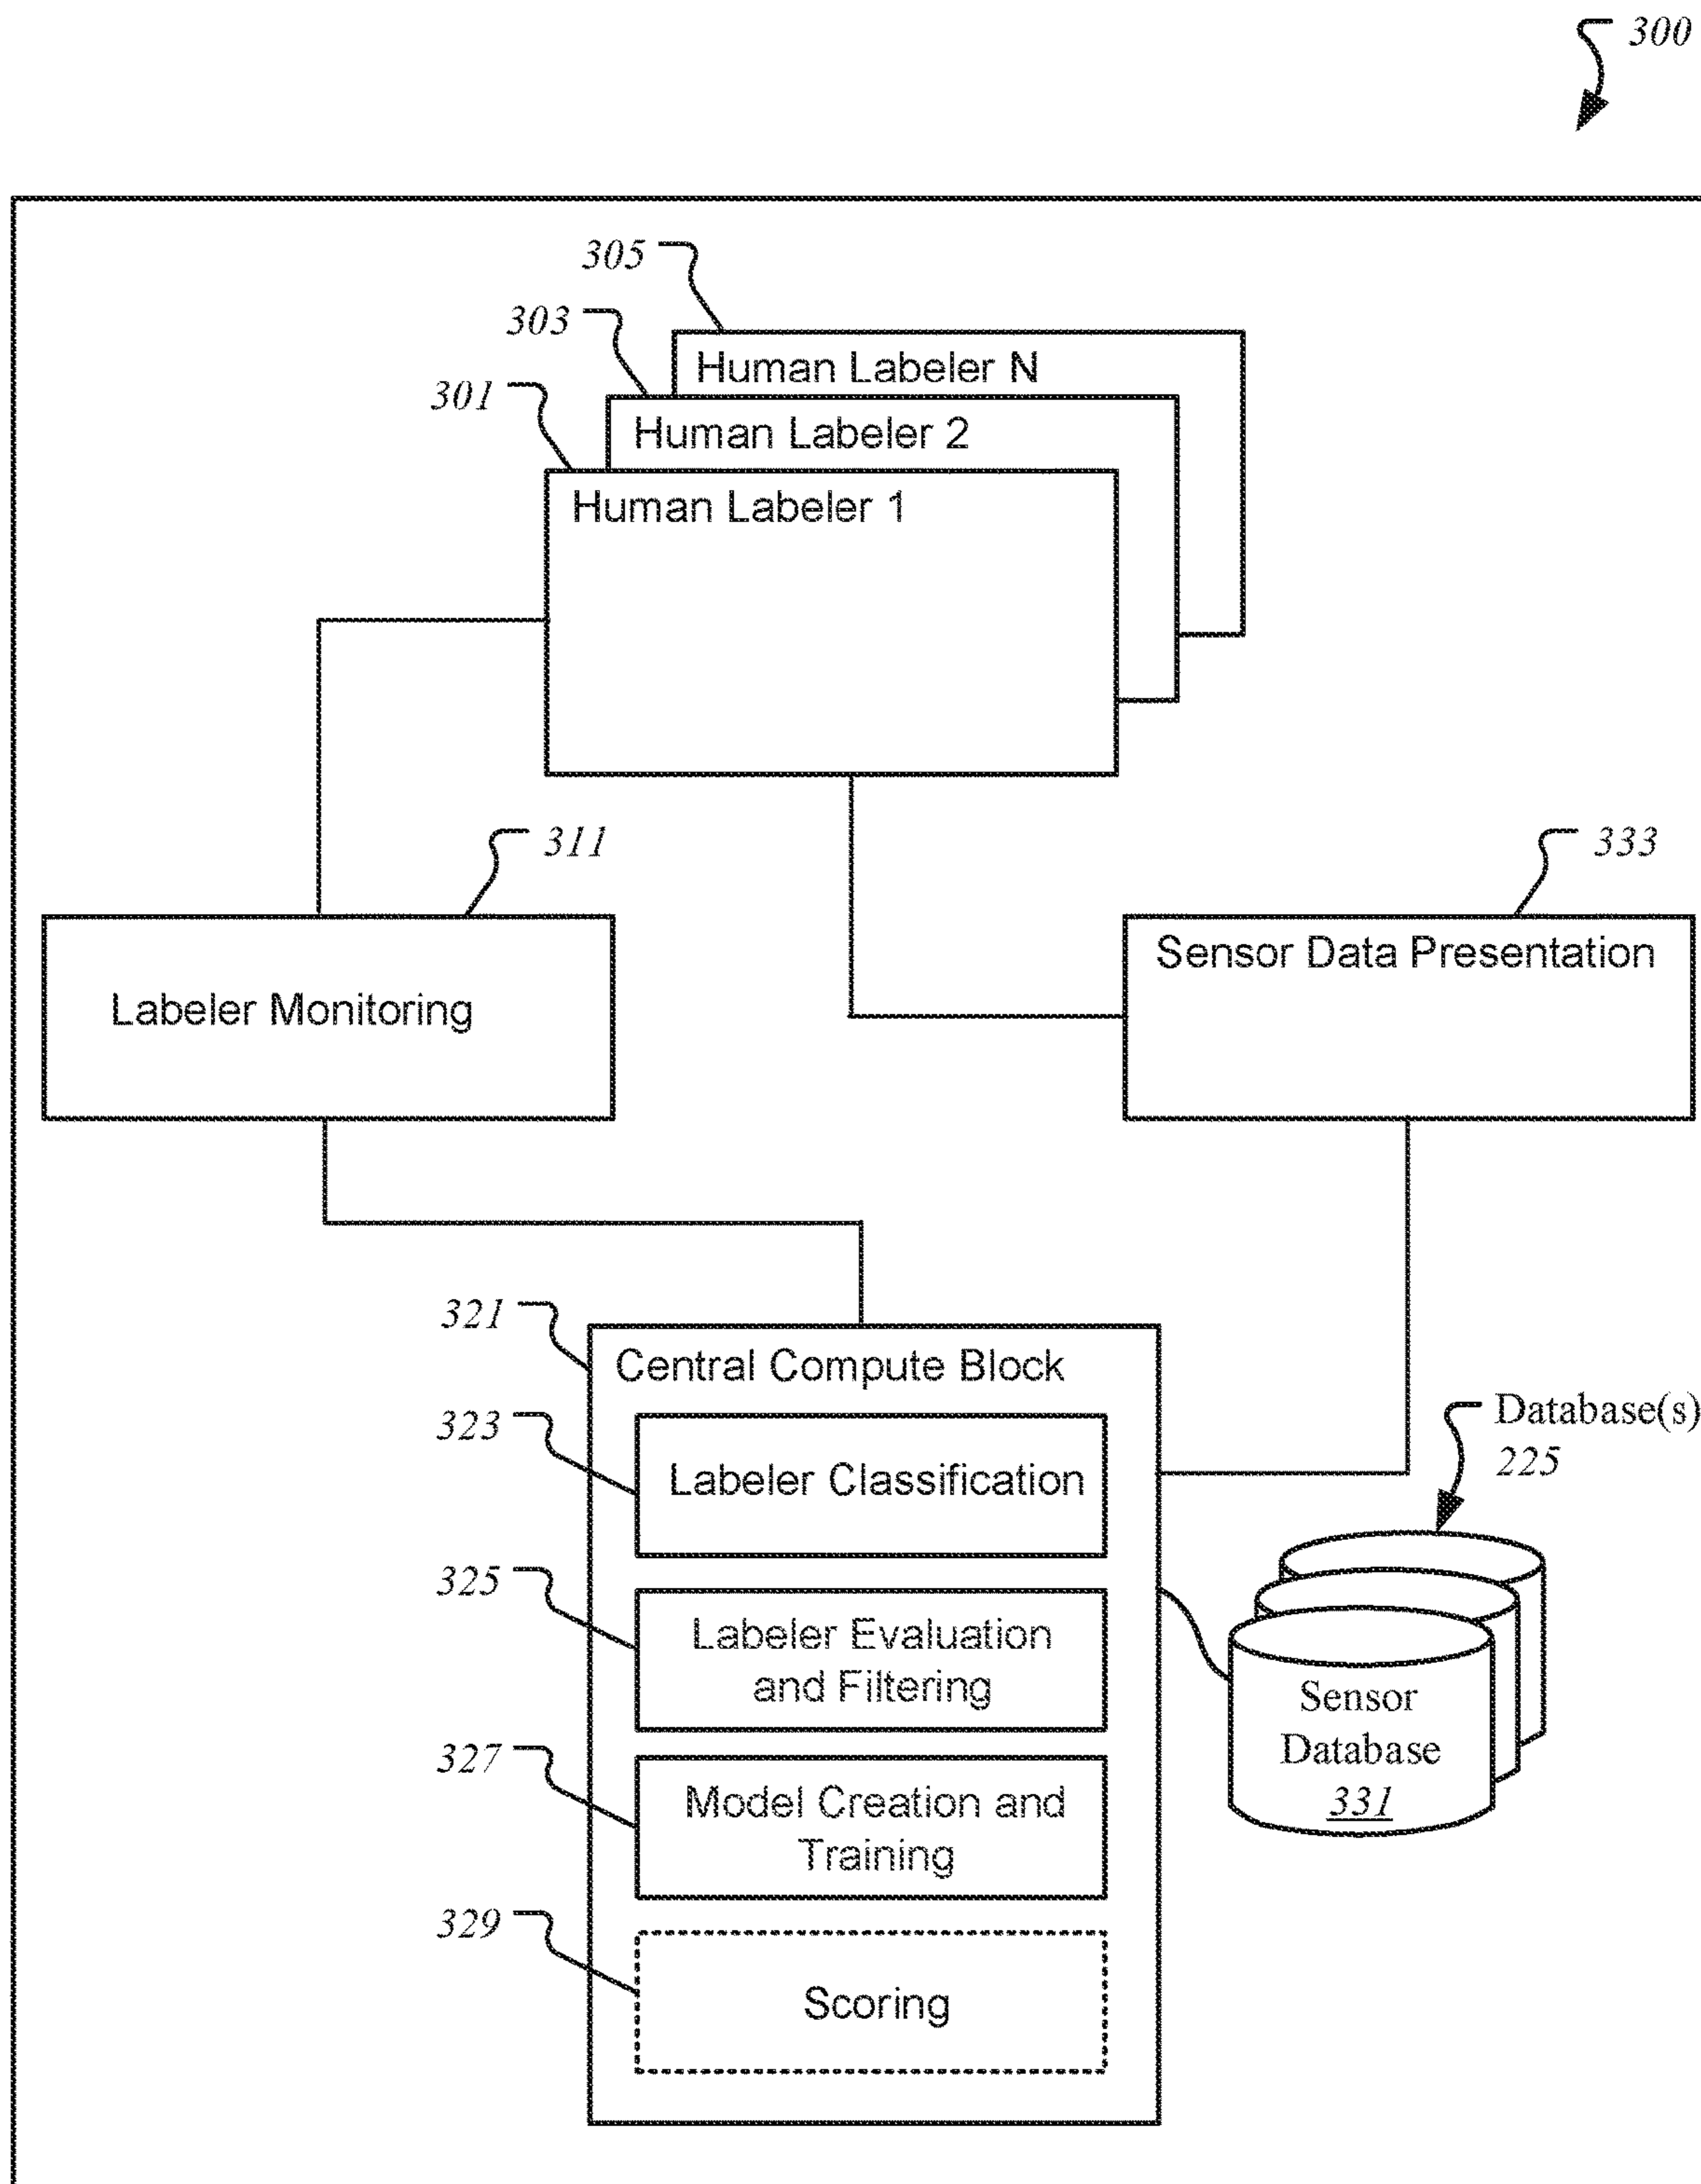 300
305
Human Labeler N
303
Human Labeler 2
301
Human Labeler 1
311
Labeler Monitoring
333
Sensor Data Presentation
321
Central Compute Block
323
Labeler Classification
325
Labeler Evaluation
and Filtering
327
Model Creation and
Training
329
Scoring
Database(s)
225
Sensor
Database
331